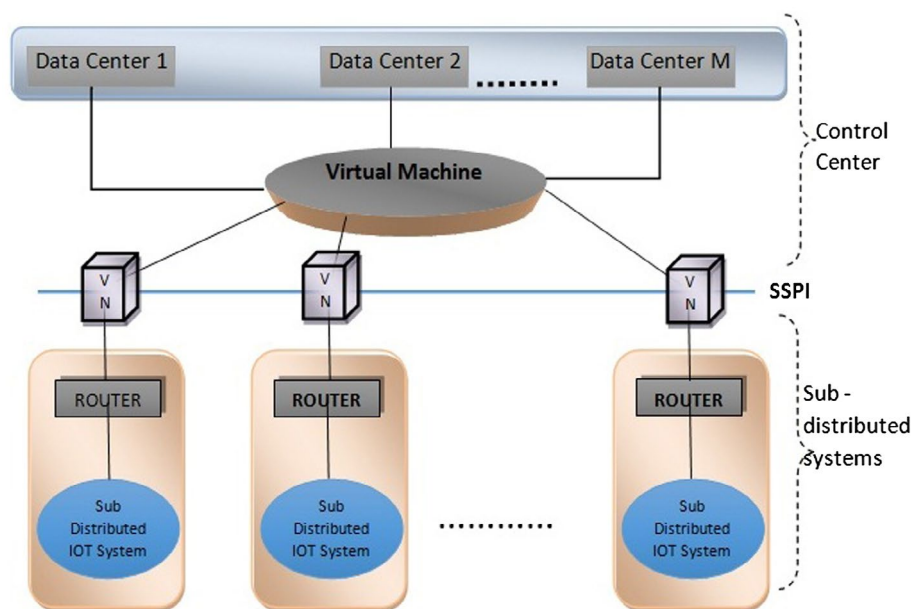 Data Center 1
Data Center 2
........
Data Center M
Virtual Machine
Control
Center
V
N
V
N
V
N
SSPI
ROUTER
ROUTER
ROUTER
Sub -
distributed
systems
Sub
Distributed
IOT System
Sub
Distributed
IOT System
............
Sub
Distributed
IOT System